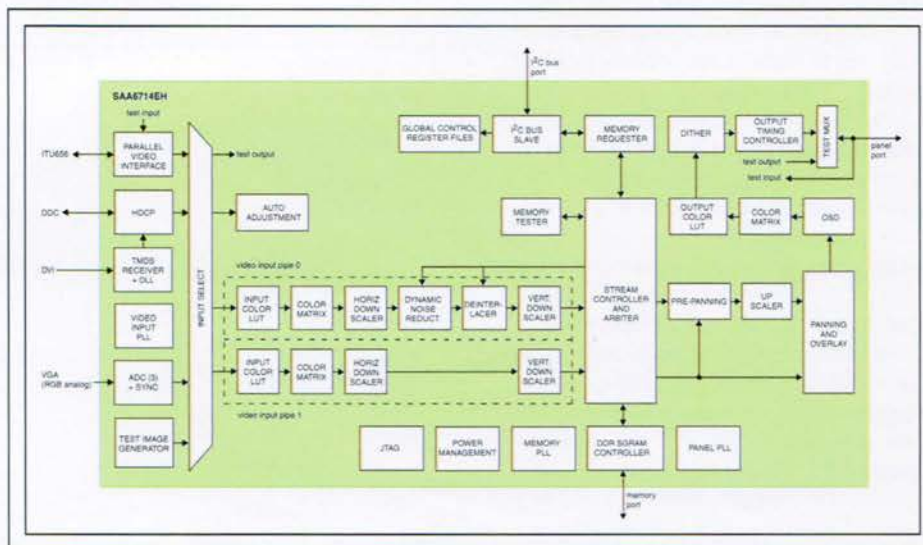 I²C bus
port
SAA6714EH
test input
ITU656
PARALLEL
VIDEO
INTERFACE
DDC
HDCP
DVI
TMDS
RECEIVER
+ DLL
VIDEO
INPUT
PLL
VGA
(RGB analog)
ADC (3)
+ SYNC
TEST IMAGE
GENERATOR
INPUT SELECT
test output
AUTO
ADJUSTMENT
GLOBAL CONTROL
REGISTER FILES
I²C BUS
SLAVE
MEMORY
REQUESTER
DITHER
OUTPUT
TIMING
CONTROLLER
TEST MUX
panel
port
test output
test input
MEMORY
TESTER
OUTPUT
COLOR
LUT
COLOR
MATRIX
OSD
video input pipe 0
INPUT
COLOR
LUT
COLOR
MATRIX
HORIZ
DOWN
SCALER
DYNAMIC
NOISE
REDUCT
DEINTER-
LACER
VERT.
DOWN
SCALER
STREAM
CONTROLLER
AND
ARBITER
PRE-PANNING
UP
SCALER
PANNING
AND
OVERLAY
INPUT
COLOR
LUT
COLOR
MATRIX
HORIZ
DOWN
SCALER
VERT.
DOWN
SCALER
video input pipe 1
JTAG
POWER
MANAGEMENT
MEMORY
PLL
DDR SGRAM
CONTROLLER
PANEL PLL
memory
port